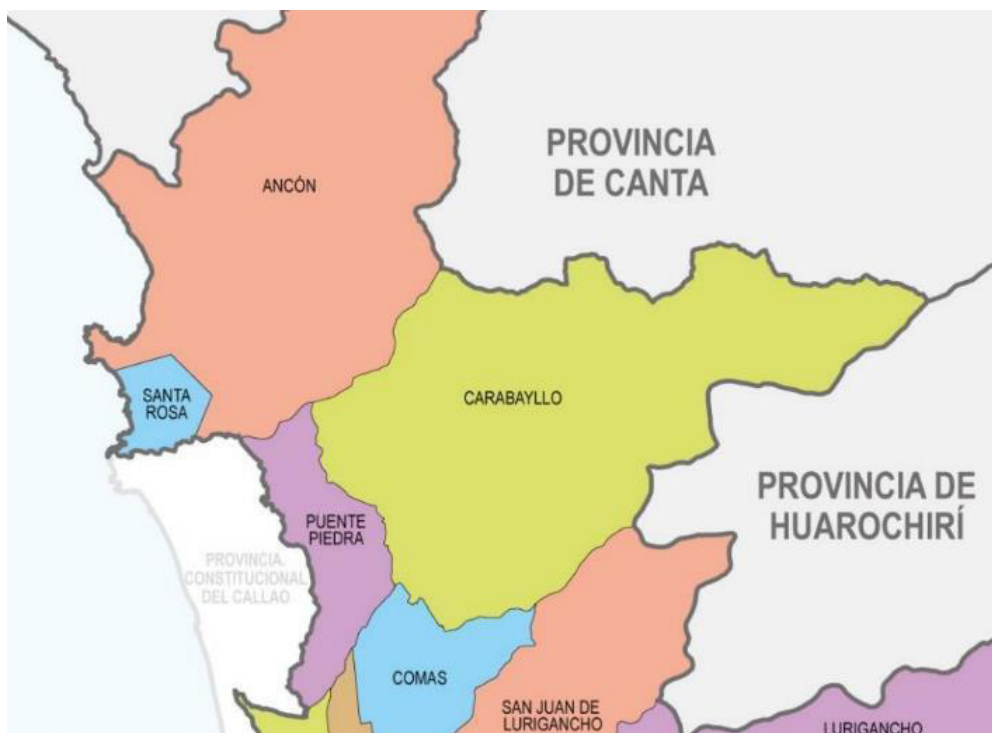 PROVINCIA
DE CANTA
ANCÓN
SANTA
ROSA
CARABAYLLO
PROVINCIA DE
HUAROCHIRÍ
PUENTE
PIEDRA
PROVINCIA
CONSTITUCIONAL
DEL CALLAO
COMAS
SAN JUAN DE
LURIGANCHO
LURIGANCHO